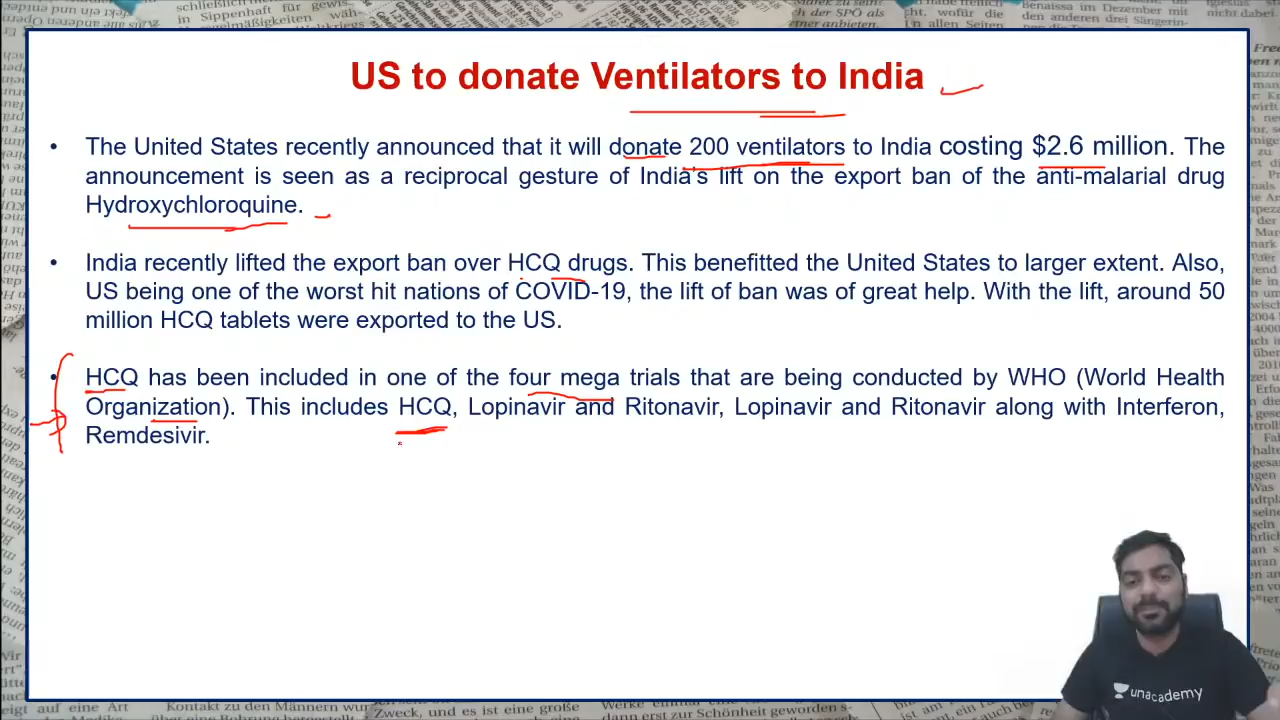 US to donate Ventilators to India
• The United States recently announced that it will donate 200 ventilators to India costing $2.6 million. The
announcement is seen as a reciprocal gesture of India's lift on the export ban of the anti-malarial drug
Hydroxychloroquine.
• India recently lifted the export ban over HCQ drugs. This benefitted the United States to larger extent. Also,
US being one of the worst hit nations of COVID-19, the lift of ban was of great help. With the lift, around 50
million HCQ tablets were exported to the US.
• HCQ has been included in one of the four mega trials that are being conducted by WHO (World Health
Organization). This includes HCQ, Lopinavir and Ritonavir, Lopinavir and Ritonavir along with Interferon,
Remdesivir.
unacademy